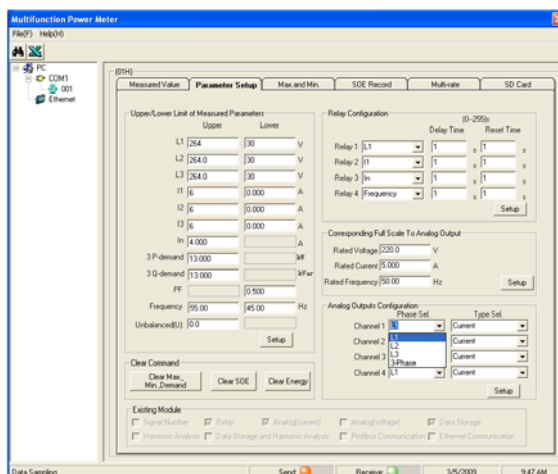 Multifunction Power Meter
File(F) Help(H)
PC
COM1
001
Ethernet
(01H)
Measured Value Parameter Setup Max and Min. SOE Record Multi-rate SD Card
Upper/Lower Limit of Measured Parameters
Upper Lower
L1 264 30 V
L2 264.0 30 V
L3 264.0 30 V
I1 6 0.000 A
I2 6 0.000 A
I3 6 0.000 A
In 4.000 A
3 P-demand 13.000 kW
3 Q-demand 13.000 kVar
PF 0.500
Frequency 55.00 45.00 Hz
Unbalanced(U) 0.0
Setup
Relay Configuration
(0~255)s
Delay Time Reset Time
Relay 1 L1 1 s 1 s
Relay 2 I1 1 s 1 s
Relay 3 In 1 s 1 s
Relay 4 Frequency 1 s 1 s
Setup
Corresponding Full Scale To Analog Output
Rated Voltage 220.0 V
Rated Current 5.000 A
Rated Frequency 50.00 Hz
Setup
Analog Outputs Configuration
Phase Sel. Type Sel.
Channel 1 L1 Current
L1
Channel 2 L2 Current
Channel 3 L3 Current
3-Phase
Channel 4 L1 Current
Setup
Clear Command
Clear Max., Min.,Demand Clear SOE Clear Energy
Existing Module
Signal Number Relay Analog(current) Analog(voltage) Data Storage
Harmonic Analysis Data Storage and Harmonic Analysis Profibus Communication Ethernet Communication
Data Sampling Send: Receive: 3/5/2009 9:47 AM